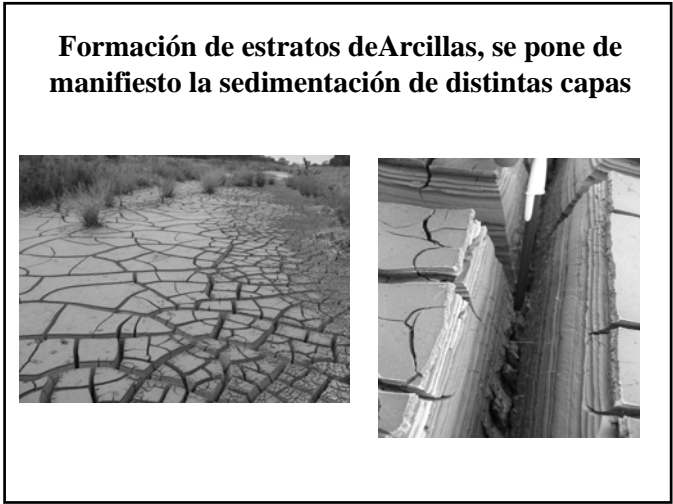 Formación de estratos deArcillas, se pone de
manifiesto la sedimentación de distintas capas